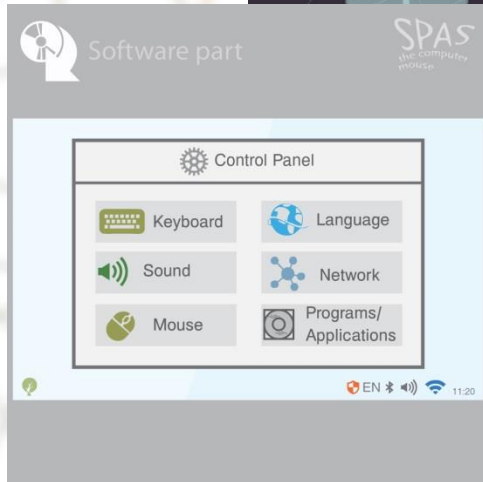 Software part
SPAS
the computer
mouse
Control Panel
Keyboard
Language
Sound
Network
Mouse
Programs/
Applications
EN
11:20